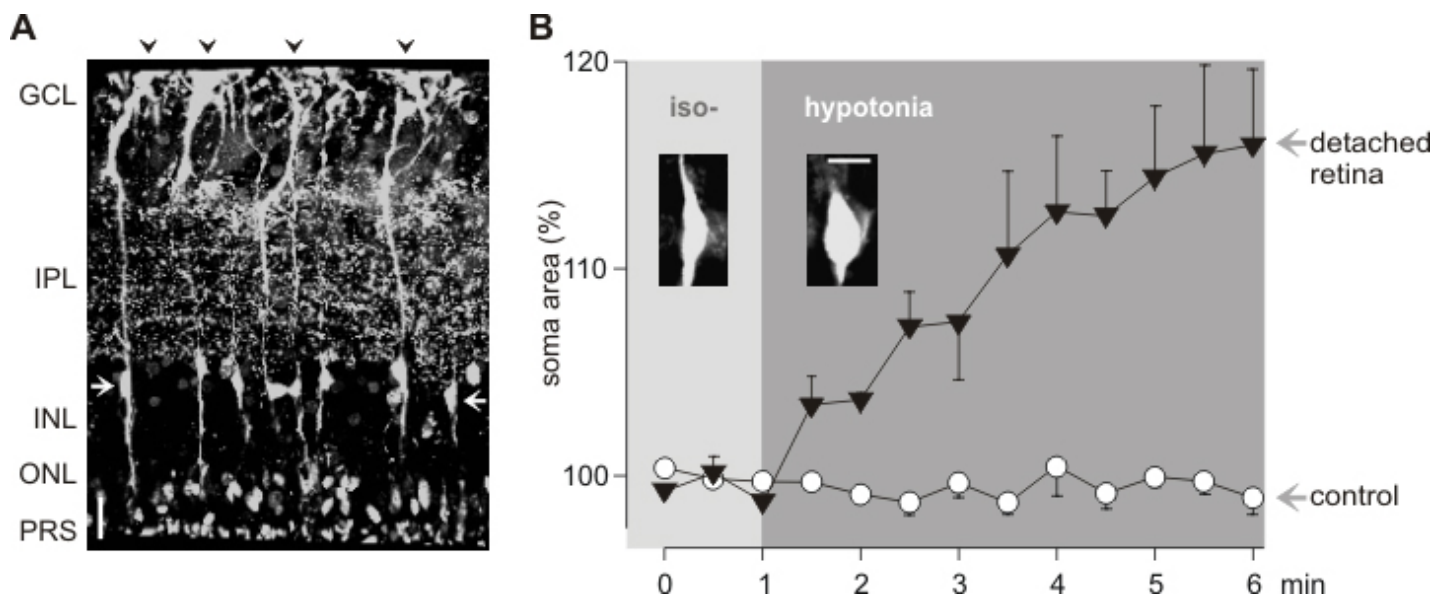 A
GCL
IPL
INL
ONL
PRS
B
120
110
100
soma area (%)
iso-
hypotonia
detached
retina
control
0 1 2 3 4 5 6 min